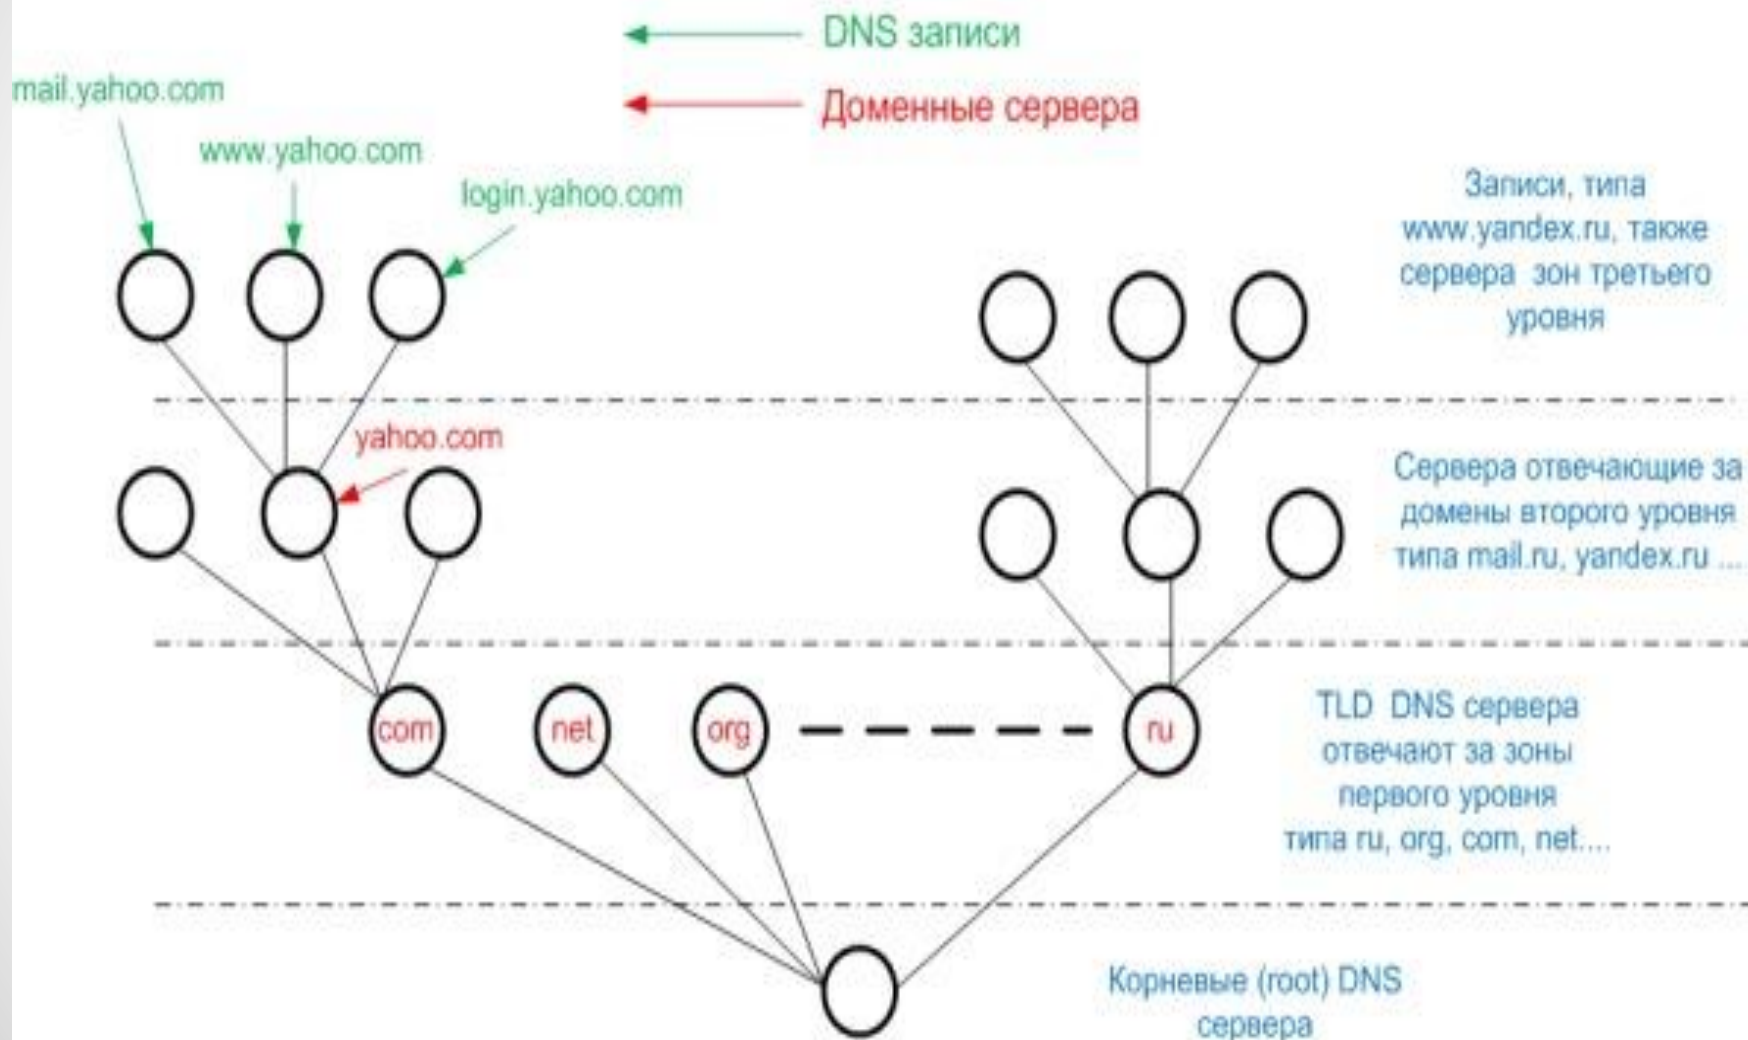 DNS записи
Доменные сервера
mail.yahoo.com
www.yahoo.com
login.yahoo.com
Записи, типа
www.yandex.ru, также
сервера зон третьего
уровня
yahoo.com
Сервера отвечающие за
домены второго уровня
типа mail.ru, yandex.ru ...
com
net
org
ru
TLD DNS сервера
отвечают за зоны
первого уровня
типа ru, org, com, net....
Корневые (root) DNS
сервера